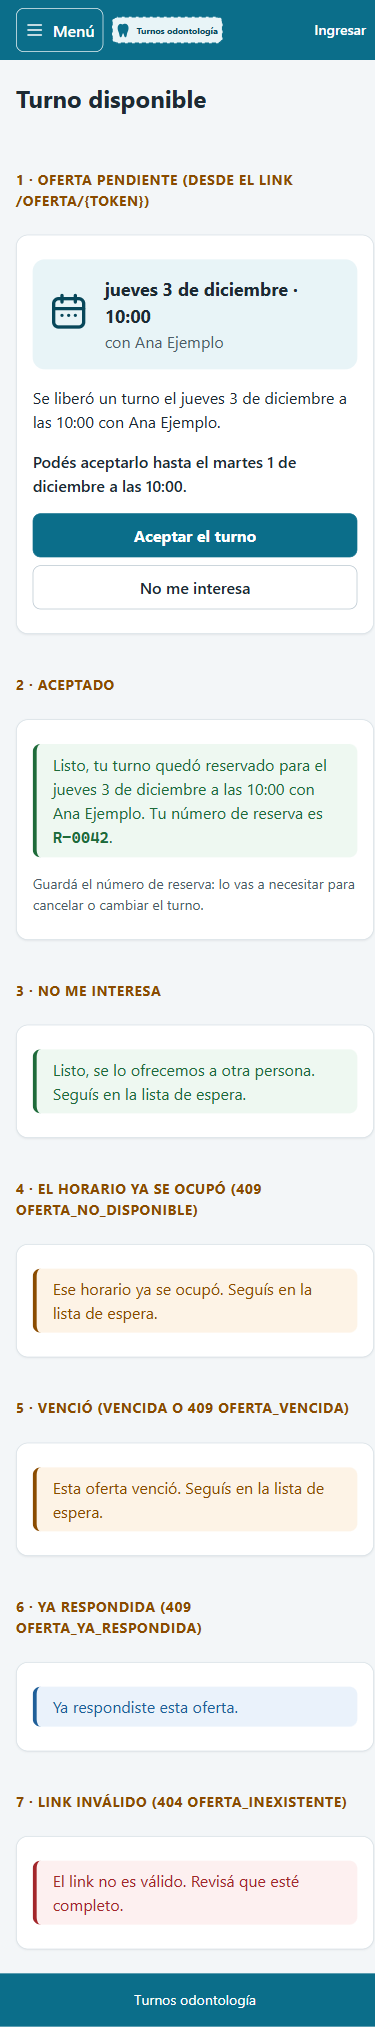 Menú
Turnos odontología
Ingresar
Turno disponible
1 · OFERTA PENDIENTE (DESDE EL LINK
/OFERTA/{TOKEN})
jueves 3 de diciembre ·
10:00
con Ana Ejemplo
Se liberó un turno el jueves 3 de diciembre a
las 10:00 con Ana Ejemplo.
Podés aceptarlo hasta el martes 1 de
diciembre a las 10:00.
Aceptar el turno
No me interesa
2 · ACEPTADO
Listo, tu turno quedó reservado para el
jueves 3 de diciembre a las 10:00 con
Ana Ejemplo. Tu número de reserva es
R-0042.
Guardá el número de reserva: lo vas a necesitar para
cancelar o cambiar el turno.
3 · NO ME INTERESA
Listo, se lo ofrecemos a otra persona.
Seguís en la lista de espera.
4 · EL HORARIO YA SE OCUPÓ (409
OFERTA_NO_DISPONIBLE)
Ese horario ya se ocupó. Seguís en la
lista de espera.
5 · VENCIÓ (VENCIDA O 409 OFERTA_VENCIDA)
Esta oferta venció. Seguís en la lista de
espera.
6 · YA RESPONDIDA (409
OFERTA_YA_RESPONDIDA)
Ya respondiste esta oferta.
7 · LINK INVÁLIDO (404 OFERTA_INEXISTENTE)
El link no es válido. Revisá que esté
completo.
Turnos odontología